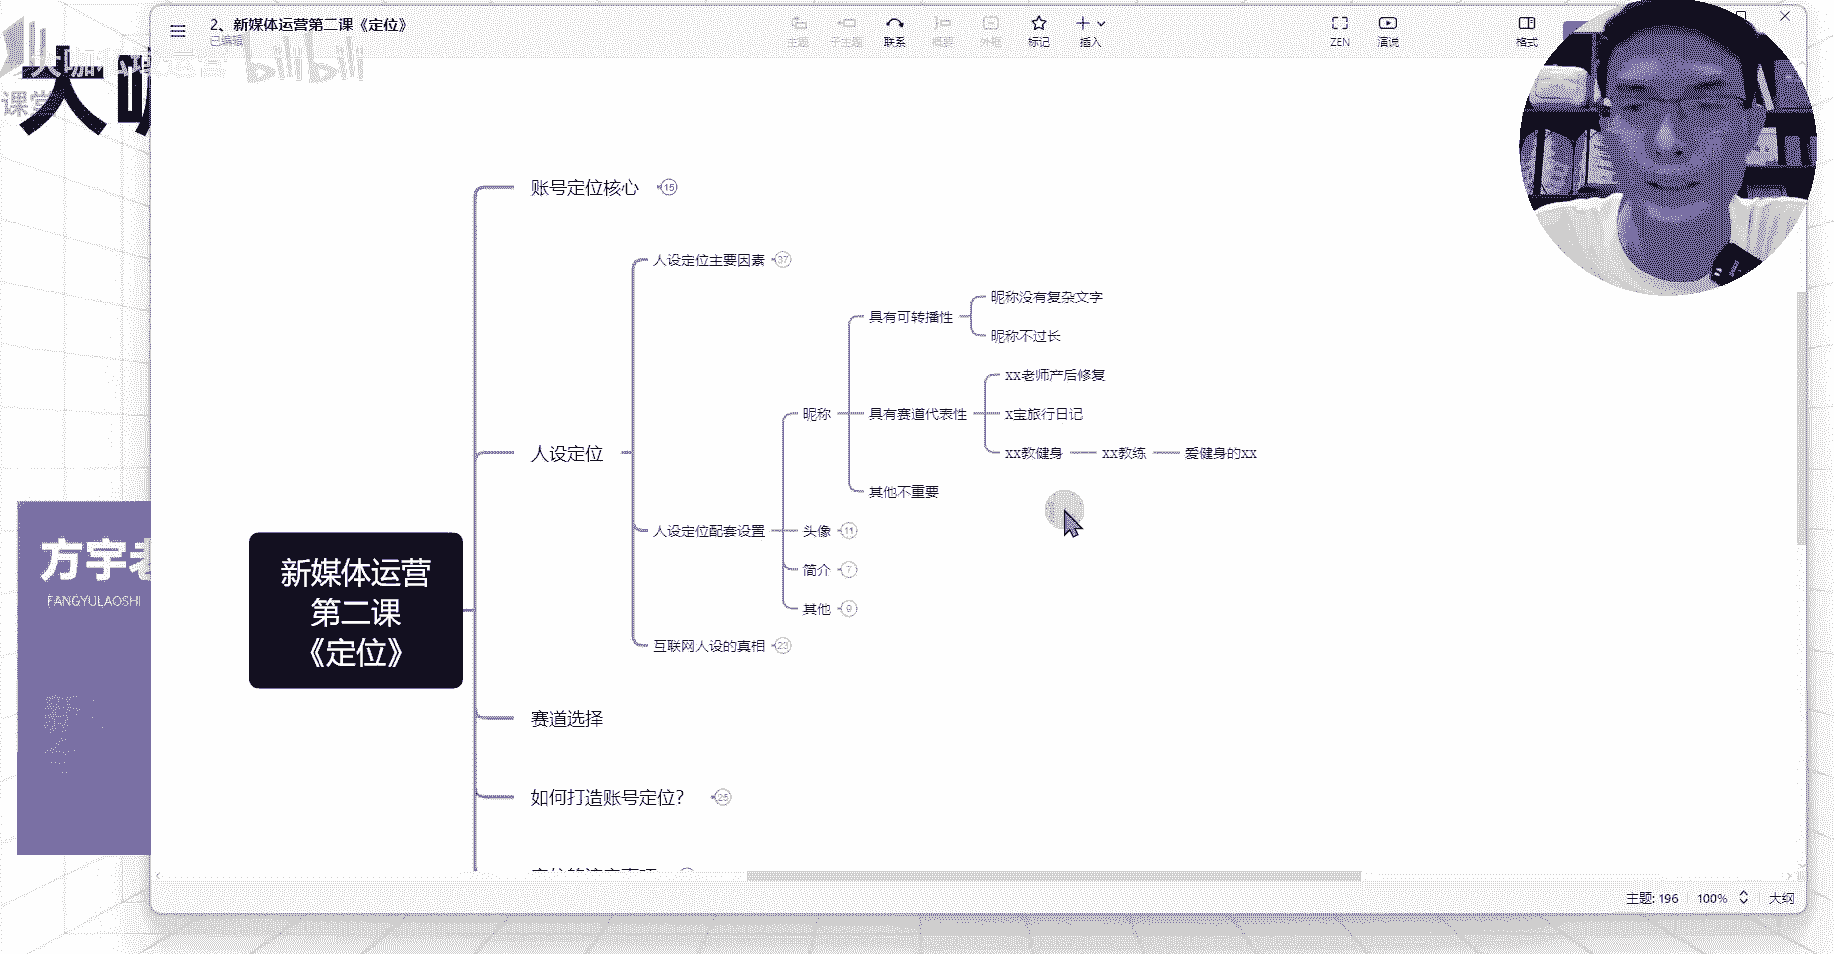 2、新媒体运营第二课《定位》
已编辑
主题
子主题
联系
概要
外框
标记
插入
ZEN
演说
格式
大咖
运营
bilibili
课堂
大咖
账号定位核心
15
人设定位主要因素
37
昵称没有复杂文字
具有可转播性
昵称不过长
xx老师产后修复
昵称
具有赛道代表性
x宝旅行日记
人设定位
xx教健身
xx教练
爱健身的xx
其他不重要
人设定位配套设置
头像
11
简介
7
其他
9
新媒体运营
第二课
《定位》
互联网人设的真相
23
赛道选择
如何打造账号定位？
25
方宇老
FANGYULAOSHI
主题: 196
100%
大纲